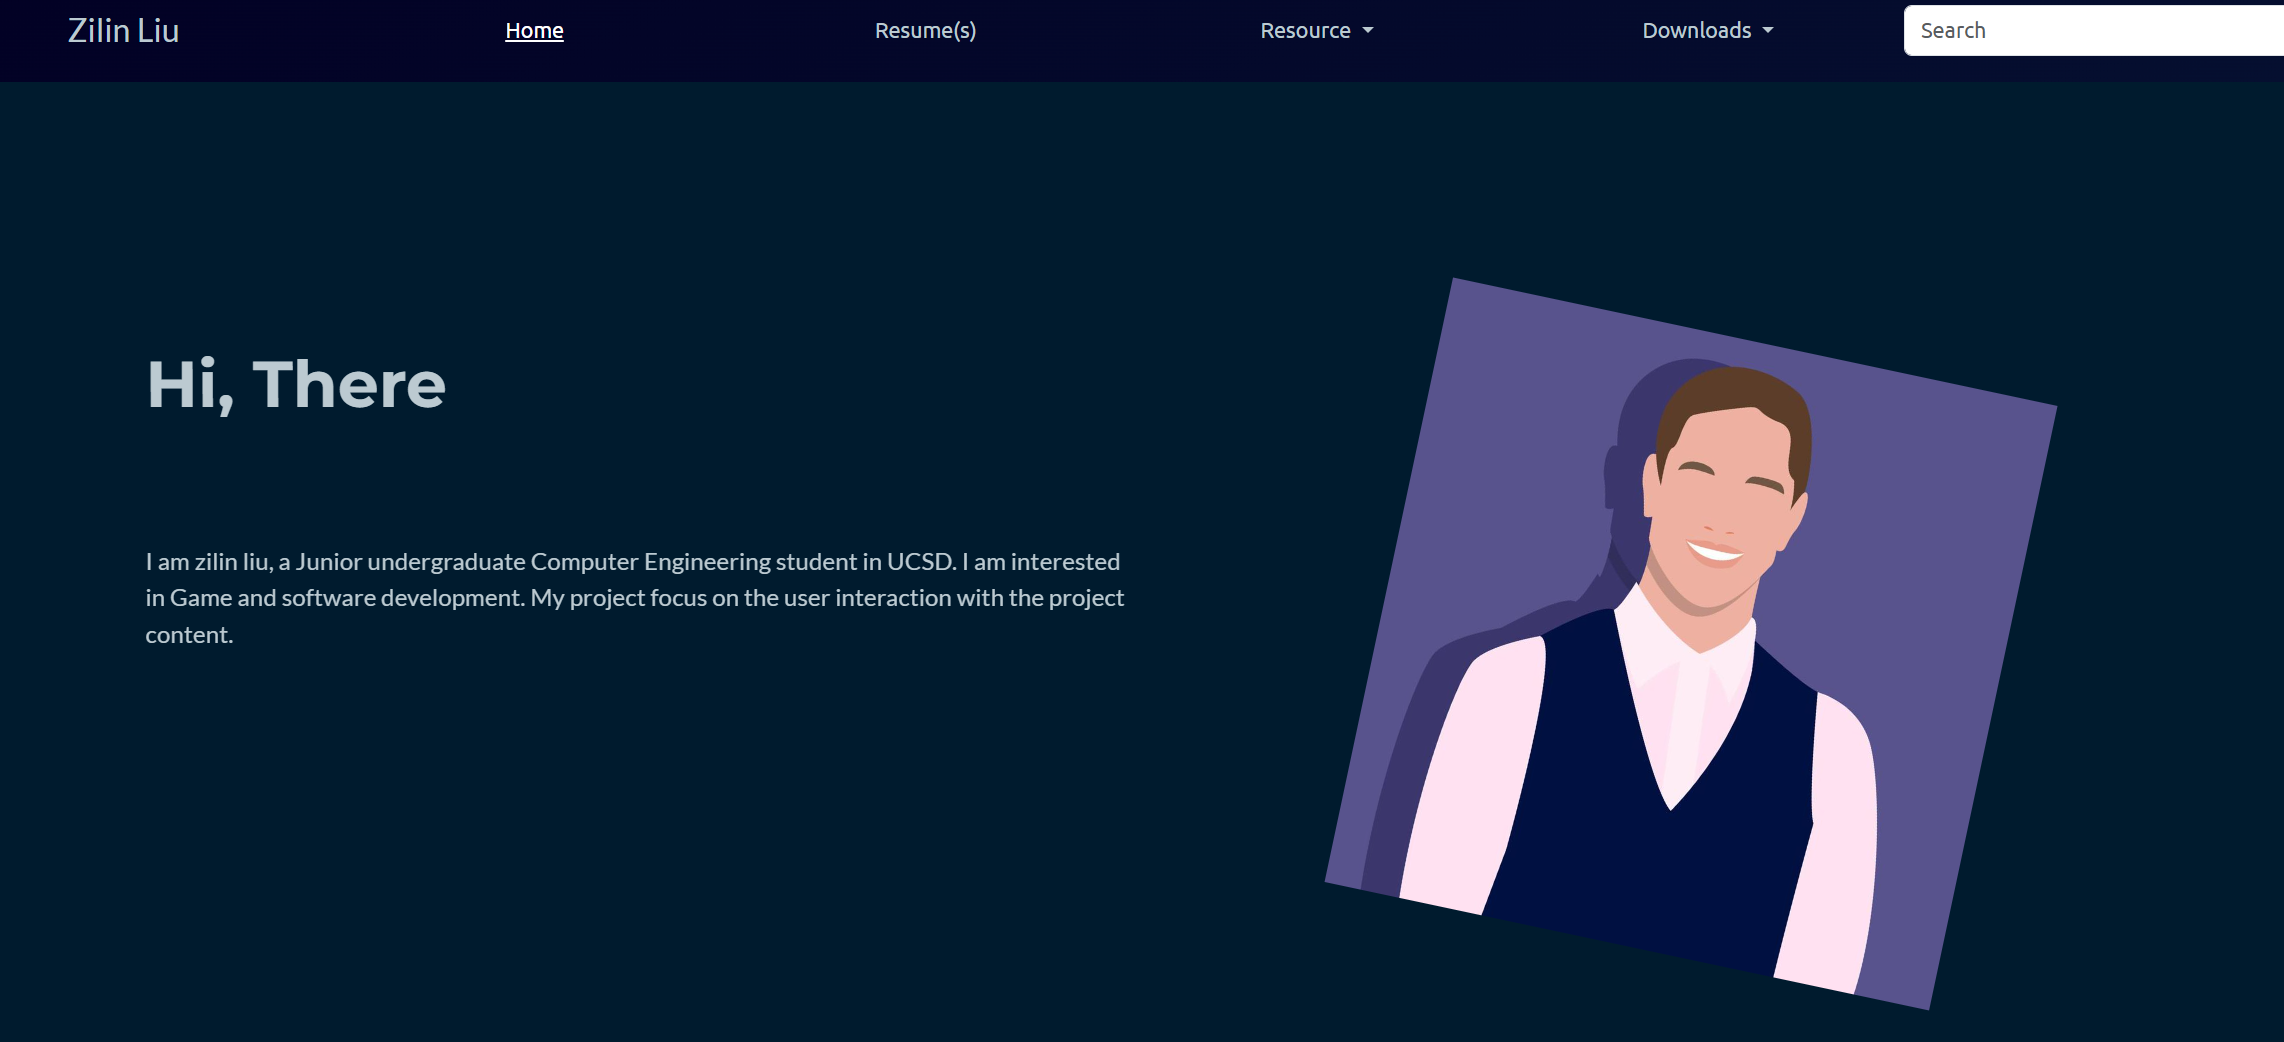 Zilin Liu
Home
Resume(s)
Resource
Downloads
Search
Hi, There
I am zilin liu, a Junior undergraduate Computer Engineering student in UCSD. I am interested
in Game and software development. My project focus on the user interaction with the project
content.